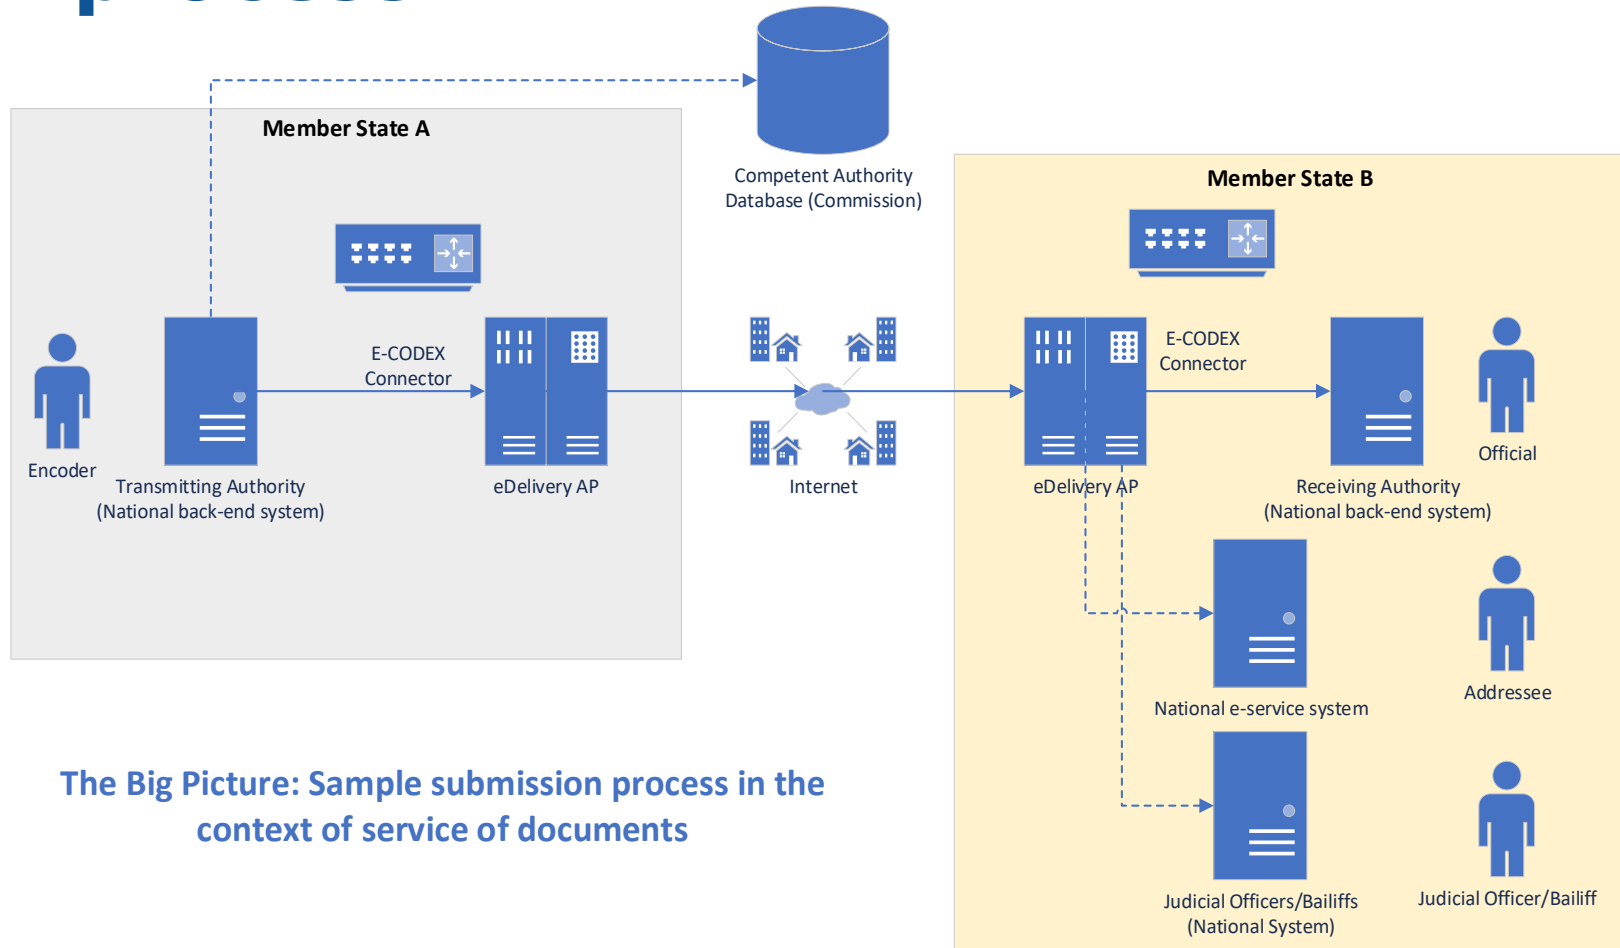 process
Member State A
Competent Authority
Database (Commission)
Member State B
E-CODEX
Connector
E-CODEX
Connector
Encoder
Transmitting Authority
(National back-end system)
eDelivery AP
Internet
eDelivery AP
Receiving Authority
(National back-end system)
Official
National e-service system
Addressee
The Big Picture: Sample submission process in the
context of service of documents
Judicial Officers/Bailiffs
(National System)
Judicial Officer/Bailiff